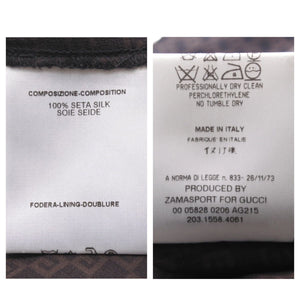 COMPOSIZIONE-COMPOSITION
100% SETA SILK
SOIE SEIDE
FODERA-LINING-DOUBLURE
PROFESSIONALLY DRY CLEAN
PERCHLORETHYLENE
NO TUMBLE DRY
MADE IN ITALY
FABRIQUE EN ITALIE
A NORMA DI LEGGE n. 833- 26/11/73
PRODUCED BY
ZAMASPORT FOR GUCCI
00 05828 0206 AG215
203.1558.4061